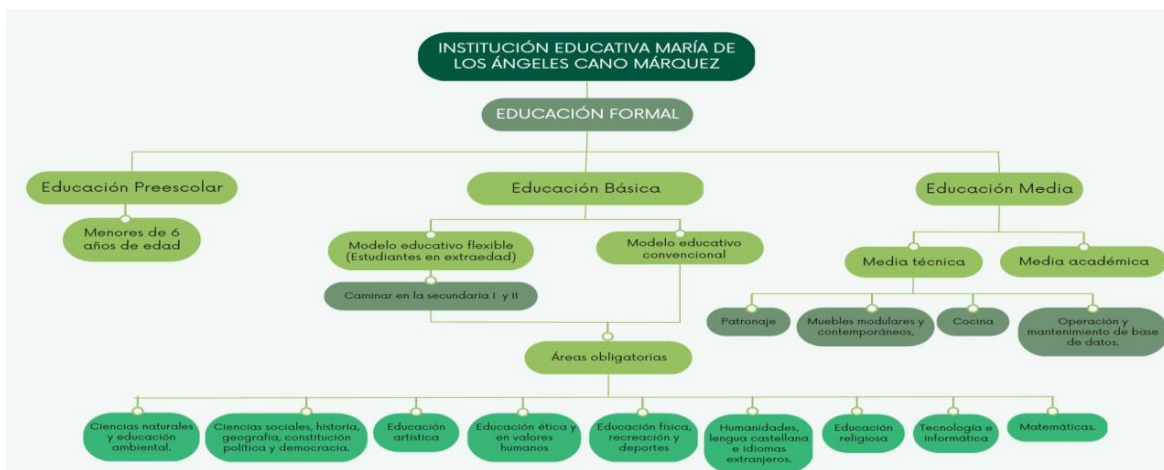 INSTITUCIÓN EDUCATIVA MARÍA DE
LOS ÁNGELES CANO MÁRQUEZ
EDUCACIÓN FORMAL
Educación Preescolar
Educación Básica
Educación Media
Menores de 6
años de edad
Modelo educativo flexible
(Estudiantes en extraedad)
Modelo educativo
convencional
Media técnica
Media académica
Caminar en la secundaria I y II
Patronaje
Muebles modulares y
contemporáneos,
Cocina
Operación y
mantenimiento de base
de datos.
Áreas obligatorias
Ciencias naturales
y educación
ambiental.
Ciencias sociales, historia,
geografía, constitución
política y democracia.
Educación
artística
Educación ética y
en valores
humanos
Educación física,
recreación y
deportes
Humanidades,
lengua castellana
e idiomas
extranjeros.
Educación
religiosa
Tecnología e
informática
Matemáticas.